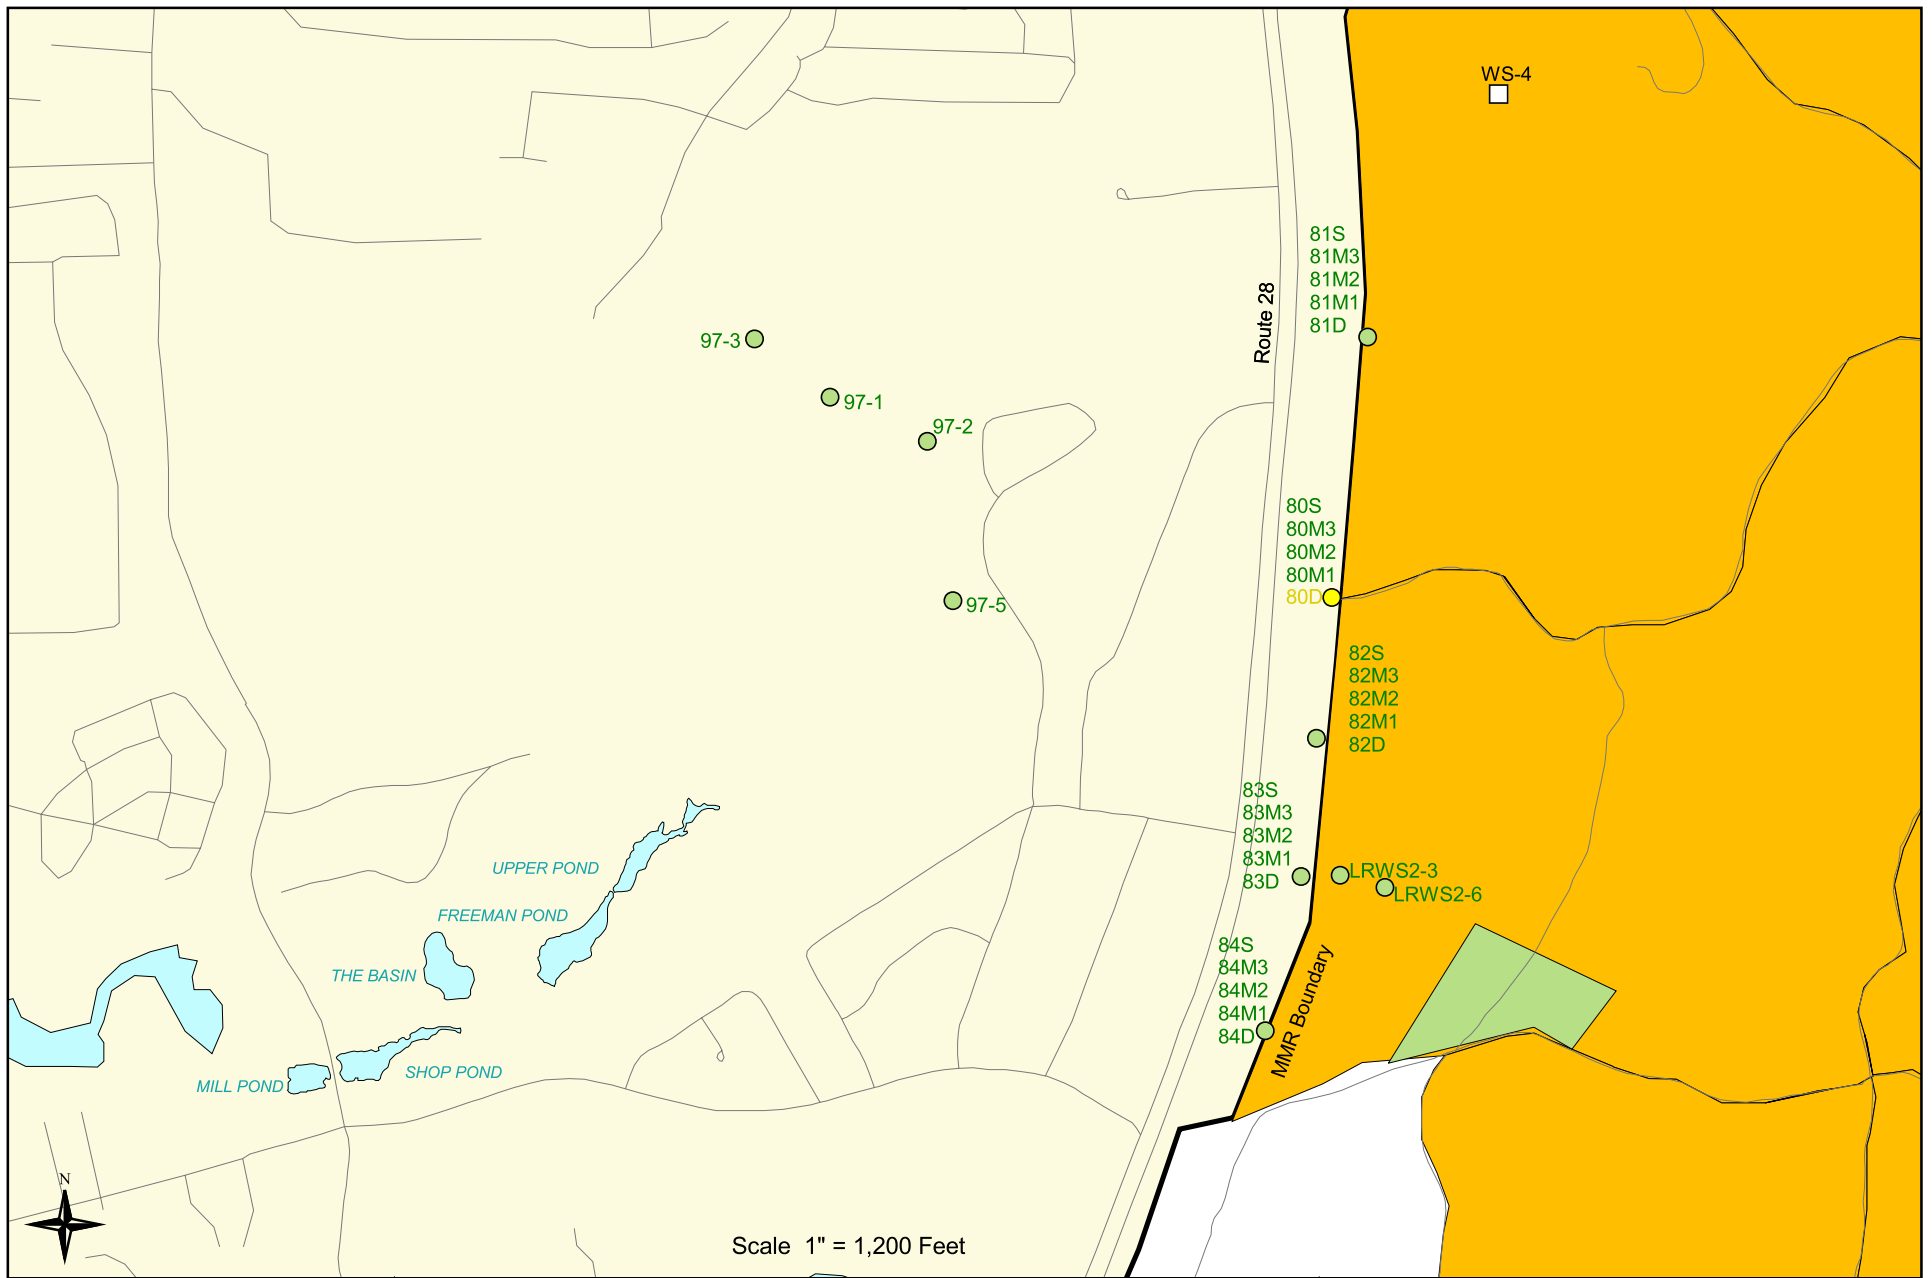 WS-4
81S
81M3
81M2
81M1
81D
Route 28
97-3
97-1
97-2
80S
80M3
80M2
80M1
80D
97-5
82S
82M3
82M2
82M1
82D
83S
83M3
83M2
83M1
83D
LRWS2-3
LRWS2-6
UPPER POND
FREEMAN POND
THE BASIN
84S
84M3
84M2
84M1
84D
MMR Boundary
SHOP POND
MILL POND
N
Scale 1" = 1,200 Feet